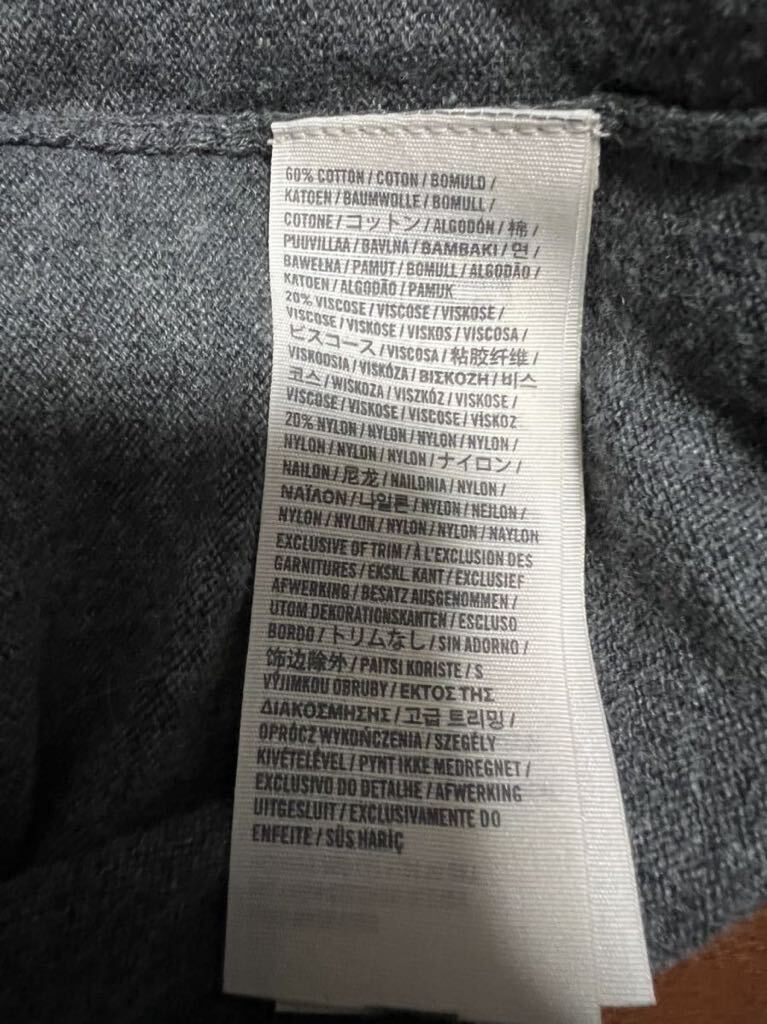 60% COTTON / COTON / BOMULD /
KATOEN / BAUMWOLLE / BOMULL /
COTONE / コットン / ALGODÓN / 棉 /
PUUVILLAA / BAVLNA / BAMBAKI / 면 /
BAWEŁNA / PAMUT / BOMULL / ALGODÃO /
KATOEN / ALGODÃO / PAMUK
20% VISCOSE / VISCOSE / VISKOSE /
VISCOSE / VISKOSE / VISKOS / VISCOSA /
ビスコース / VISCOSA / 粘胶纤维 /
VISKOOSIA / VISKÓZA / ΒΙΣΚΟΖΗ / 비스
코스 / WISKOZA / VISZKÓZ / VISKOSE /
VISCOSE / VISKOSE / VISCOSE / VİSKOZ
20% NYLON / NYLON / NYLON / NYLON /
NYLON / NYLON / NYLON / ナイロン /
NAILON / 尼龙 / NAILONIA / NYLON /
ΝΑΪΛΟΝ / 나일론 / NYLON / NEJLON /
NYLON / NYLON / NYLON / NYLON / NAYLON
EXCLUSIVE OF TRIM / À L'EXCLUSION DES
GARNITURES / EKSKL. KANT / EXCLUSIEF
AFWERKING / BESATZ AUSGENOMMEN /
UTOM DEKORATIONSKANTEN / ESCLUSO
BORDO / トリムなし / SIN ADORNO /
饰边除外 / PAITSI KORISTE / S
VÝJIMKOU OBRUBY / ΕΚΤΟΣ ΤΗΣ
ΔΙΑΚΟΣΜΗΣΗΣ / 고급 트리밍 /
OPRÓCZ WYKOŃCZENIA / SZEGÉLY
KIVÉTELÉVEL / PYNT IKKE MEDREGNET /
EXCLUSIVO DO DETALHE / AFWERKING
UITGESLUIT / EXCLUSIVAMENTE DO
ENFEITE / SÜS HARİÇ